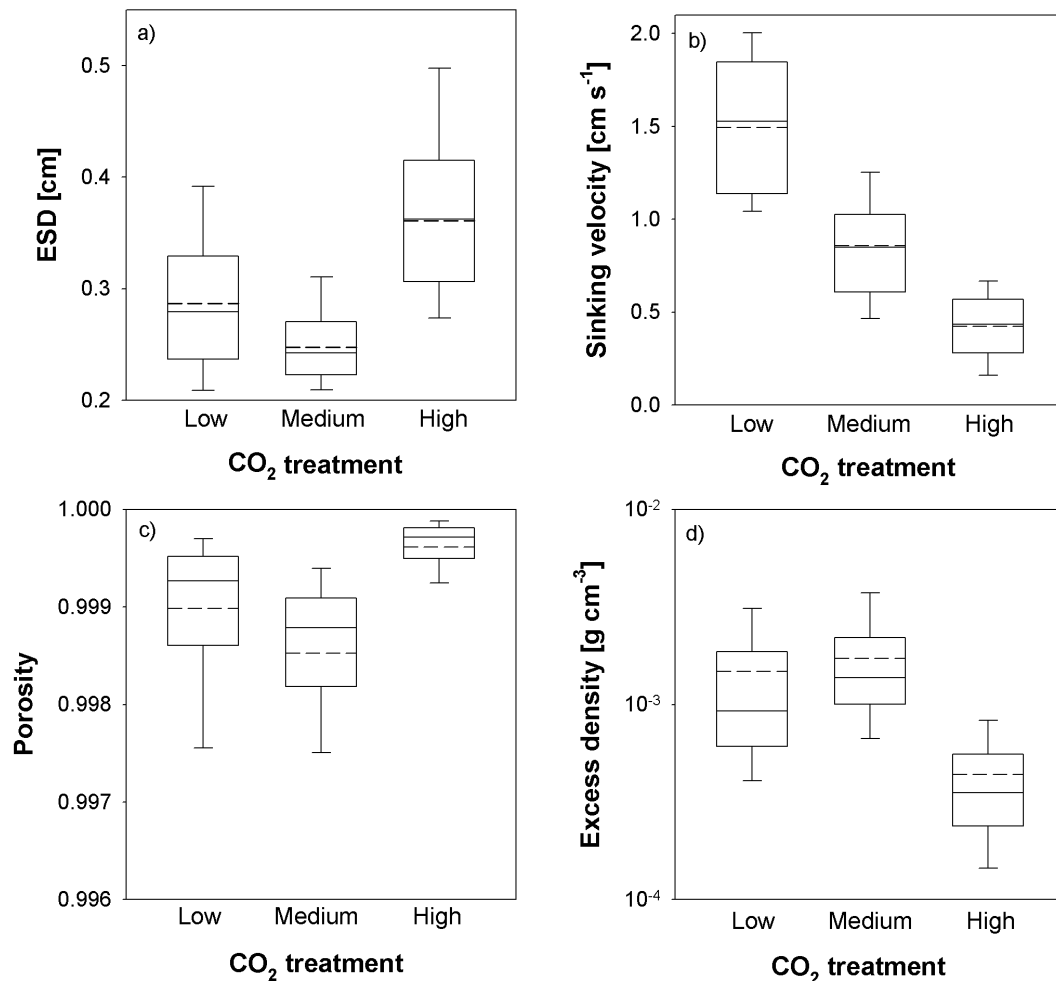 a)
ESD [cm]
0.5
0.4
0.3
0.2
Low Medium High
CO2 treatment
b)
Sinking velocity [cm s-1]
2.0
1.5
1.0
0.5
0.0
Low Medium High
CO2 treatment
c)
Porosity
1.000
0.999
0.998
0.997
0.996
Low Medium High
CO2 treatment
d)
Excess density [g cm-3]
10-2
10-3
10-4
Low Medium High
CO2 treatment